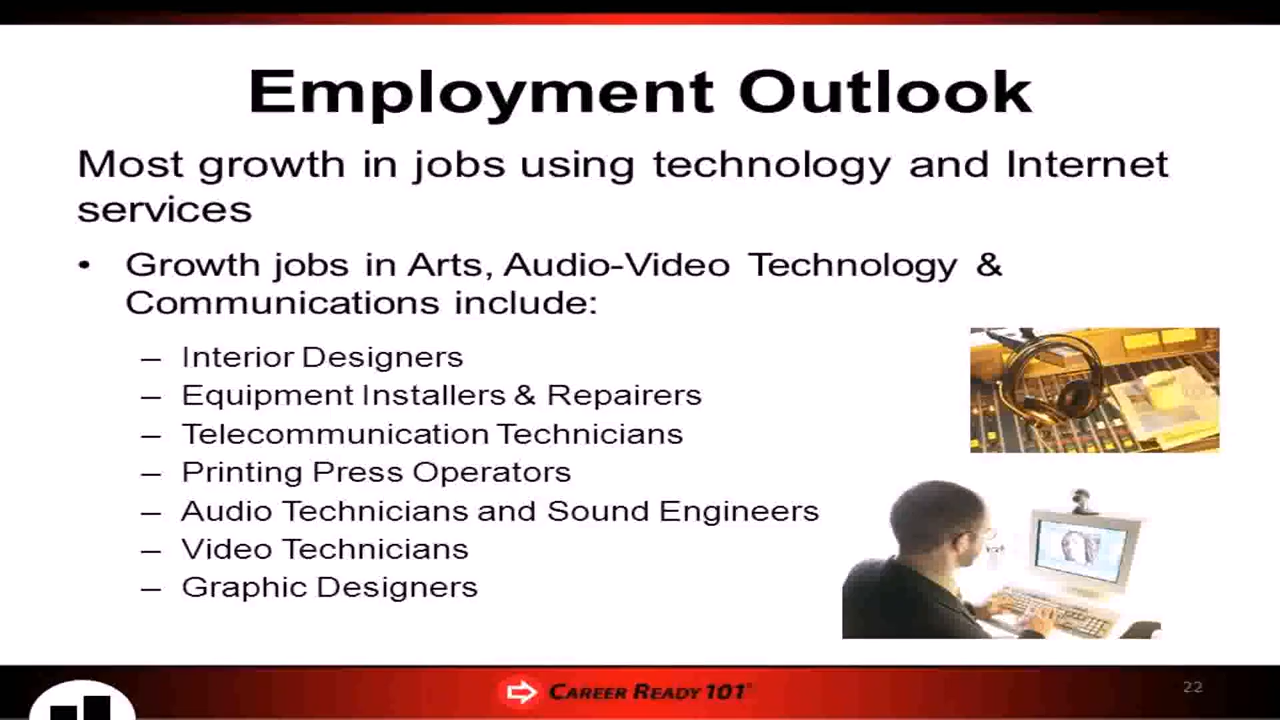 Employment Outlook
Most growth in jobs using technology and Internet
services
• Growth jobs in Arts, Audio-Video Technology &
Communications include:
– Interior Designers
– Equipment Installers & Repairers
– Telecommunication Technicians
– Printing Press Operators
– Audio Technicians and Sound Engineers
– Video Technicians
– Graphic Designers
CAREER READY 101®
22